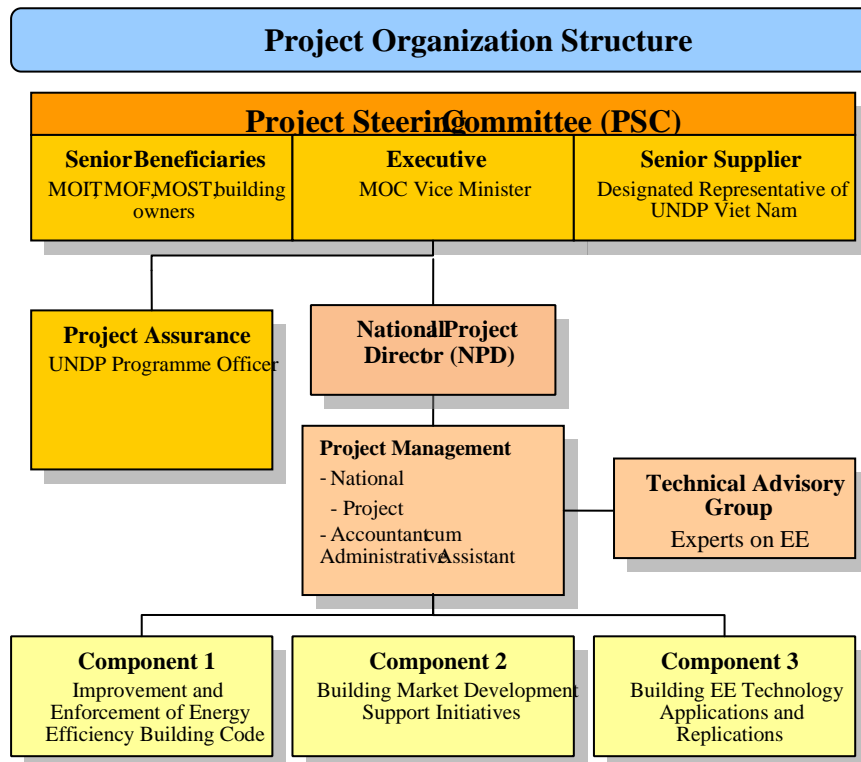 Project Organization Structure
Project Steering Committee (PSC)
Senior Beneficiaries
MOIT, MOF, MOST, building
owners
Executive
MOC Vice Minister
Senior Supplier
Designated Representative of
UNDP Viet Nam
Project Assurance
UNDP Programme Officer
National Project
Director (NPD)
Project Management
- National
- Project
- Accountant cum
Administrative Assistant
Technical Advisory
Group
Experts on EE
Component 1
Improvement and
Enforcement of Energy
Efficiency Building Code
Component 2
Building Market Development
Support Initiatives
Component 3
Building EE Technology
Applications and
Replications